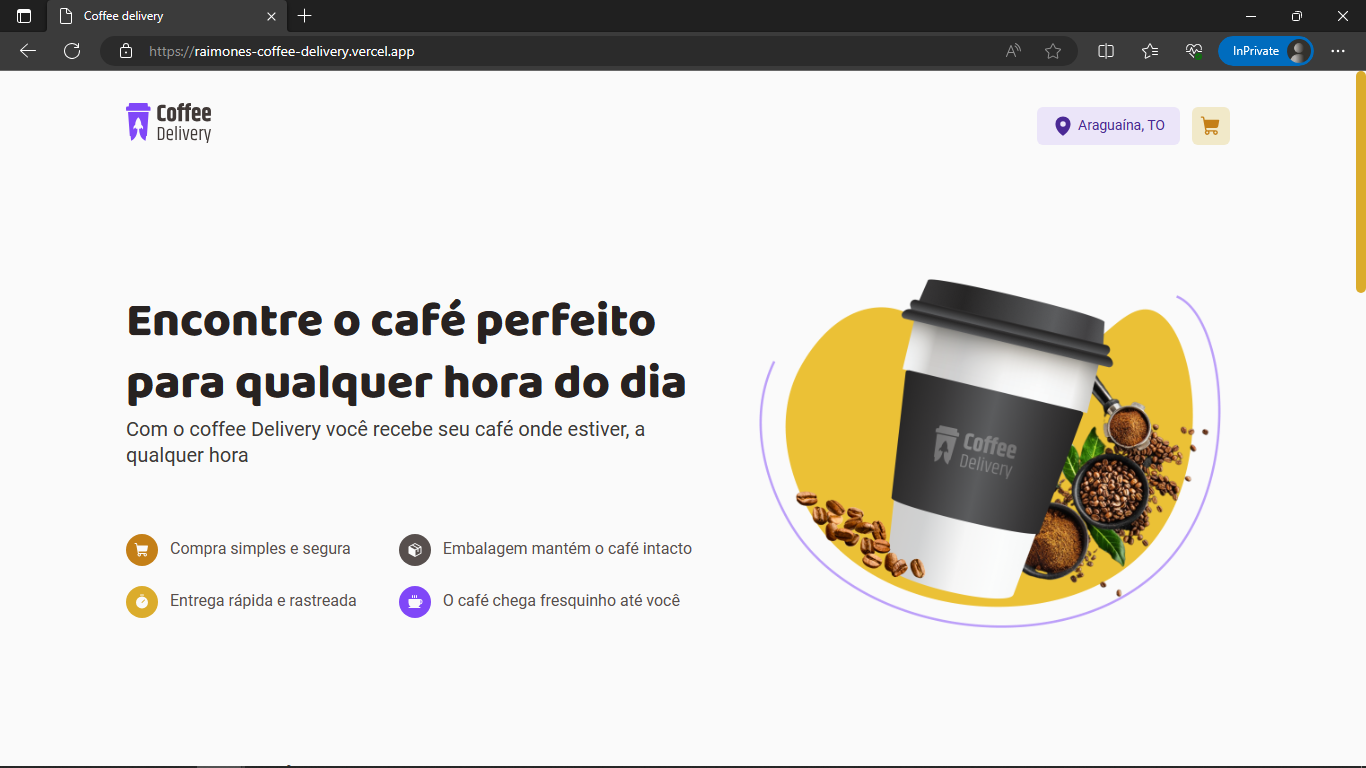 Coffee delivery
https://raimones-coffee-delivery.vercel.app
InPrivate
Coffee
Delivery
Araguaína, TO
Encontre o café perfeito
para qualquer hora do dia
Com o coffee Delivery você recebe seu café onde estiver, a
qualquer hora
Compra simples e segura
Embalagem mantém o café intacto
Entrega rápida e rastreada
O café chega fresquinho até você
Coffee
Delivery